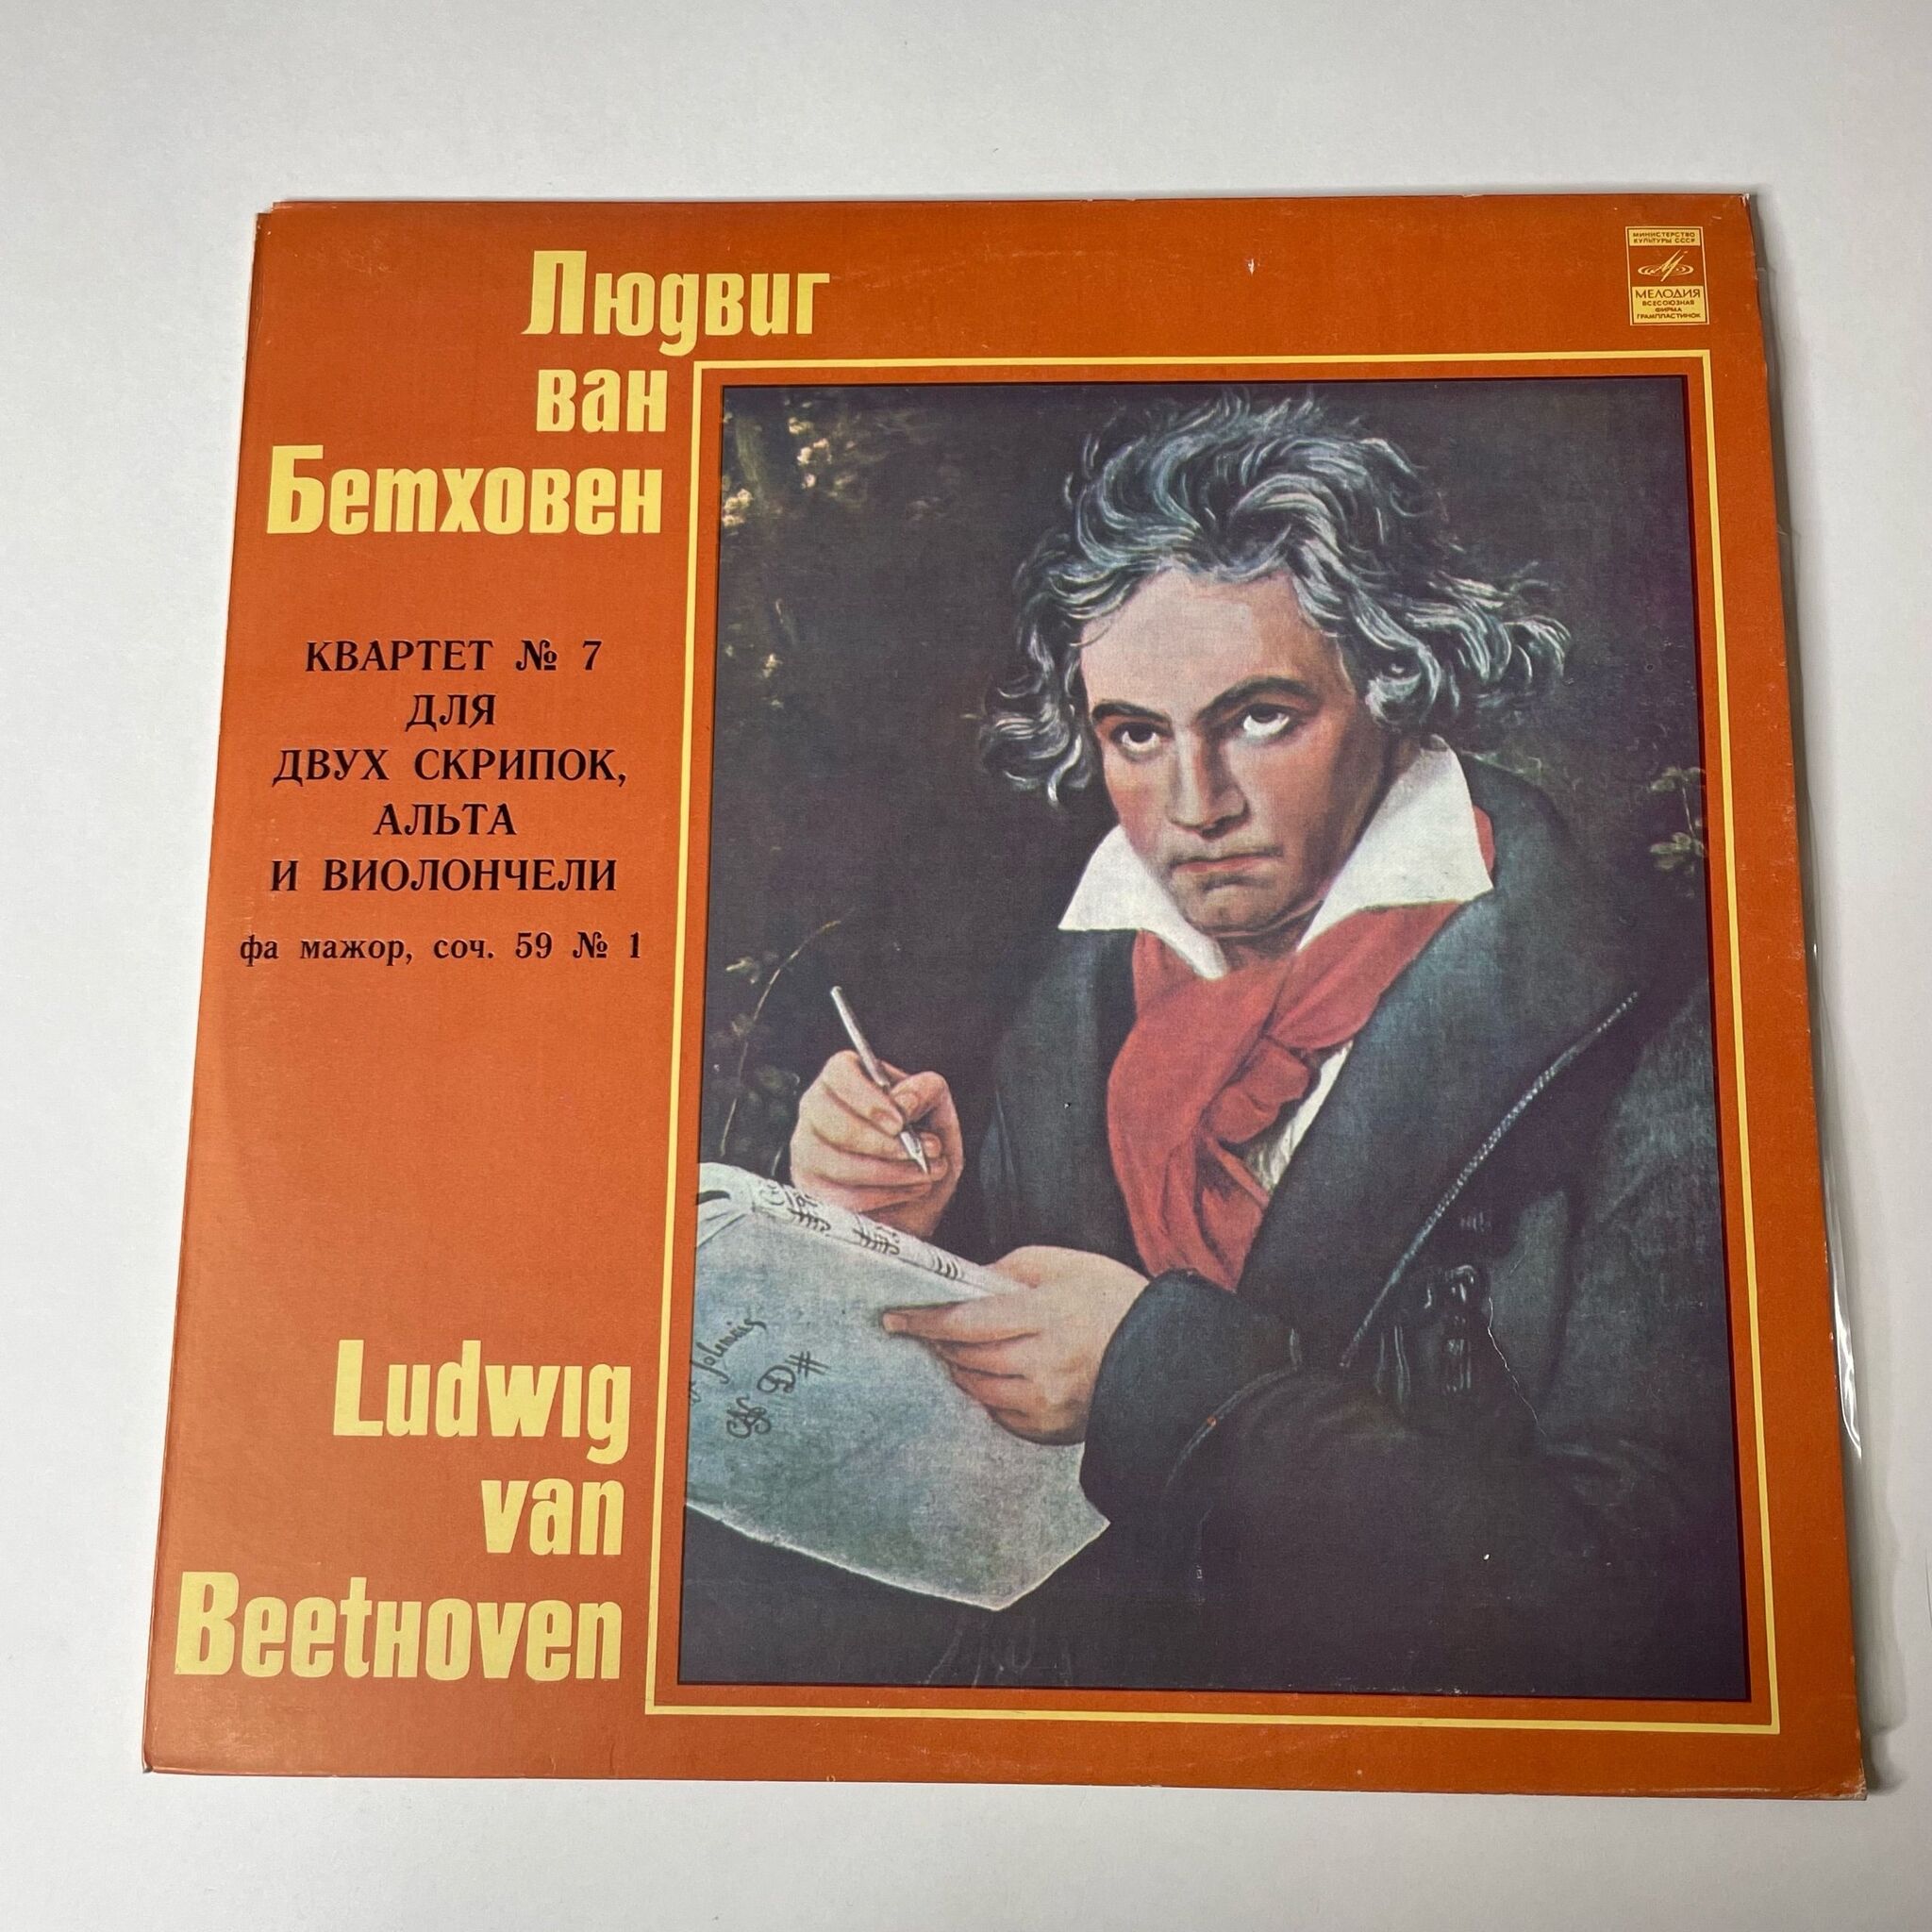 Людвиг
ван
Бетховен
МИНИСТЕРСТВО
КУЛЬТУРЫ СССР
МЕЛОДИЯ
ВСЕСОЮЗНАЯ
ФИРМА
ГРАМПЛАСТИНОК
КВАРТЕТ № 7
ДЛЯ
ДВУХ СКРИПОК,
АЛЬТА
И ВИОЛОНЧЕЛИ
фа мажор, соч. 59 № 1
D#
Ludwig
van
Beethoven